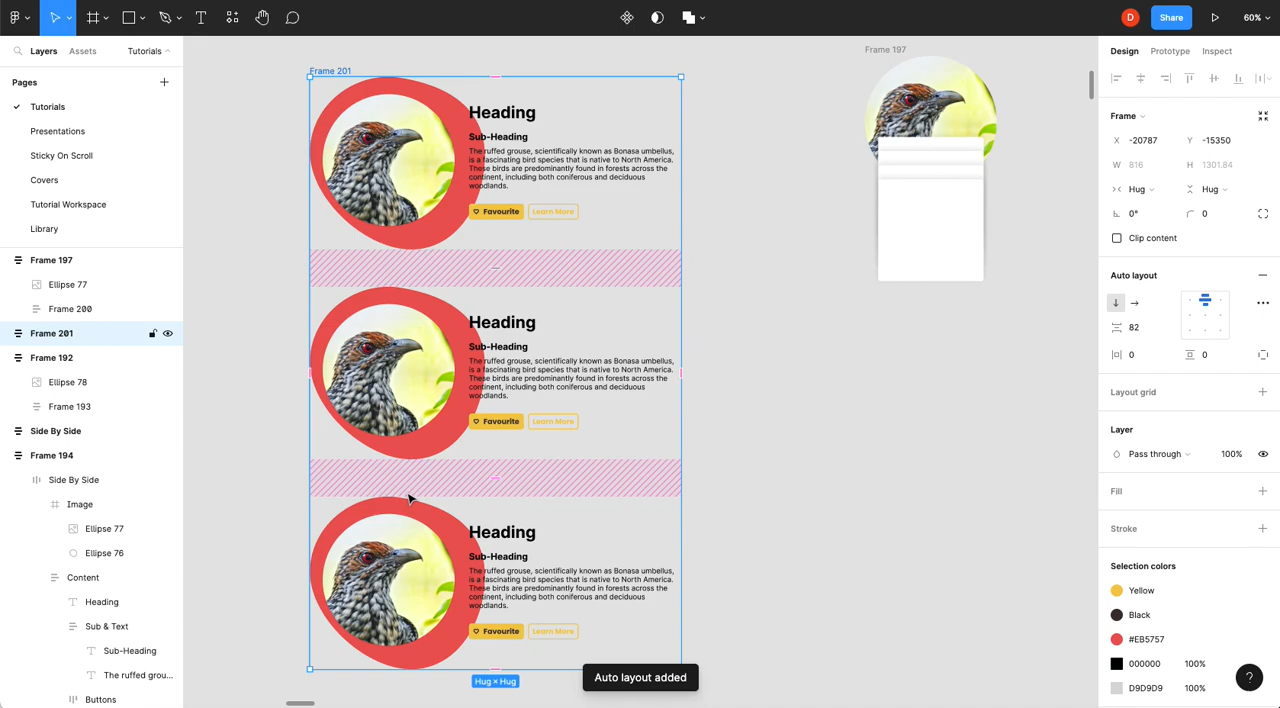 D
Share
60%
Layers
Assets
Tutorials
Pages
Tutorials
Presentations
Sticky On Scroll
Covers
Tutorial Workspace
Library
Frame 197
Ellipse 77
Frame 200
Frame 201
Frame 192
Ellipse 78
Frame 193
Side By Side
Frame 194
Side By Side
Image
Ellipse 77
Ellipse 76
Content
Heading
Sub & Text
Sub-Heading
The ruffed grou...
Buttons
Frame 201
Heading
Sub-Heading
The ruffed grouse, scientifically known as Bonasa umbellus,
is a fascinating bird species that is native to North America.
These birds are predominantly found in forests across the
continent, including both coniferous and deciduous
woodlands.
Favourite
Learn More
Heading
Sub-Heading
The ruffed grouse, scientifically known as Bonasa umbellus,
is a fascinating bird species that is native to North America.
These birds are predominantly found in forests across the
continent, including both coniferous and deciduous
woodlands.
Favourite
Learn More
Heading
Sub-Heading
The ruffed grouse, scientifically known as Bonasa umbellus,
is a fascinating bird species that is native to North America.
These birds are predominantly found in forests across the
continent, including both coniferous and deciduous
woodlands.
Favourite
Learn More
Hug × Hug
Auto layout added
Frame 197
Design
Prototype
Inspect
Frame
X -20787 Y -15350
W 816 H 1301.84
Hug Hug
0° 0
Clip content
Auto layout
82
0 0
Layout grid
Layer
Pass through 100%
Fill
Stroke
Selection colors
Yellow
Black
#EB5757
000000 100%
D9D9D9 100%
?